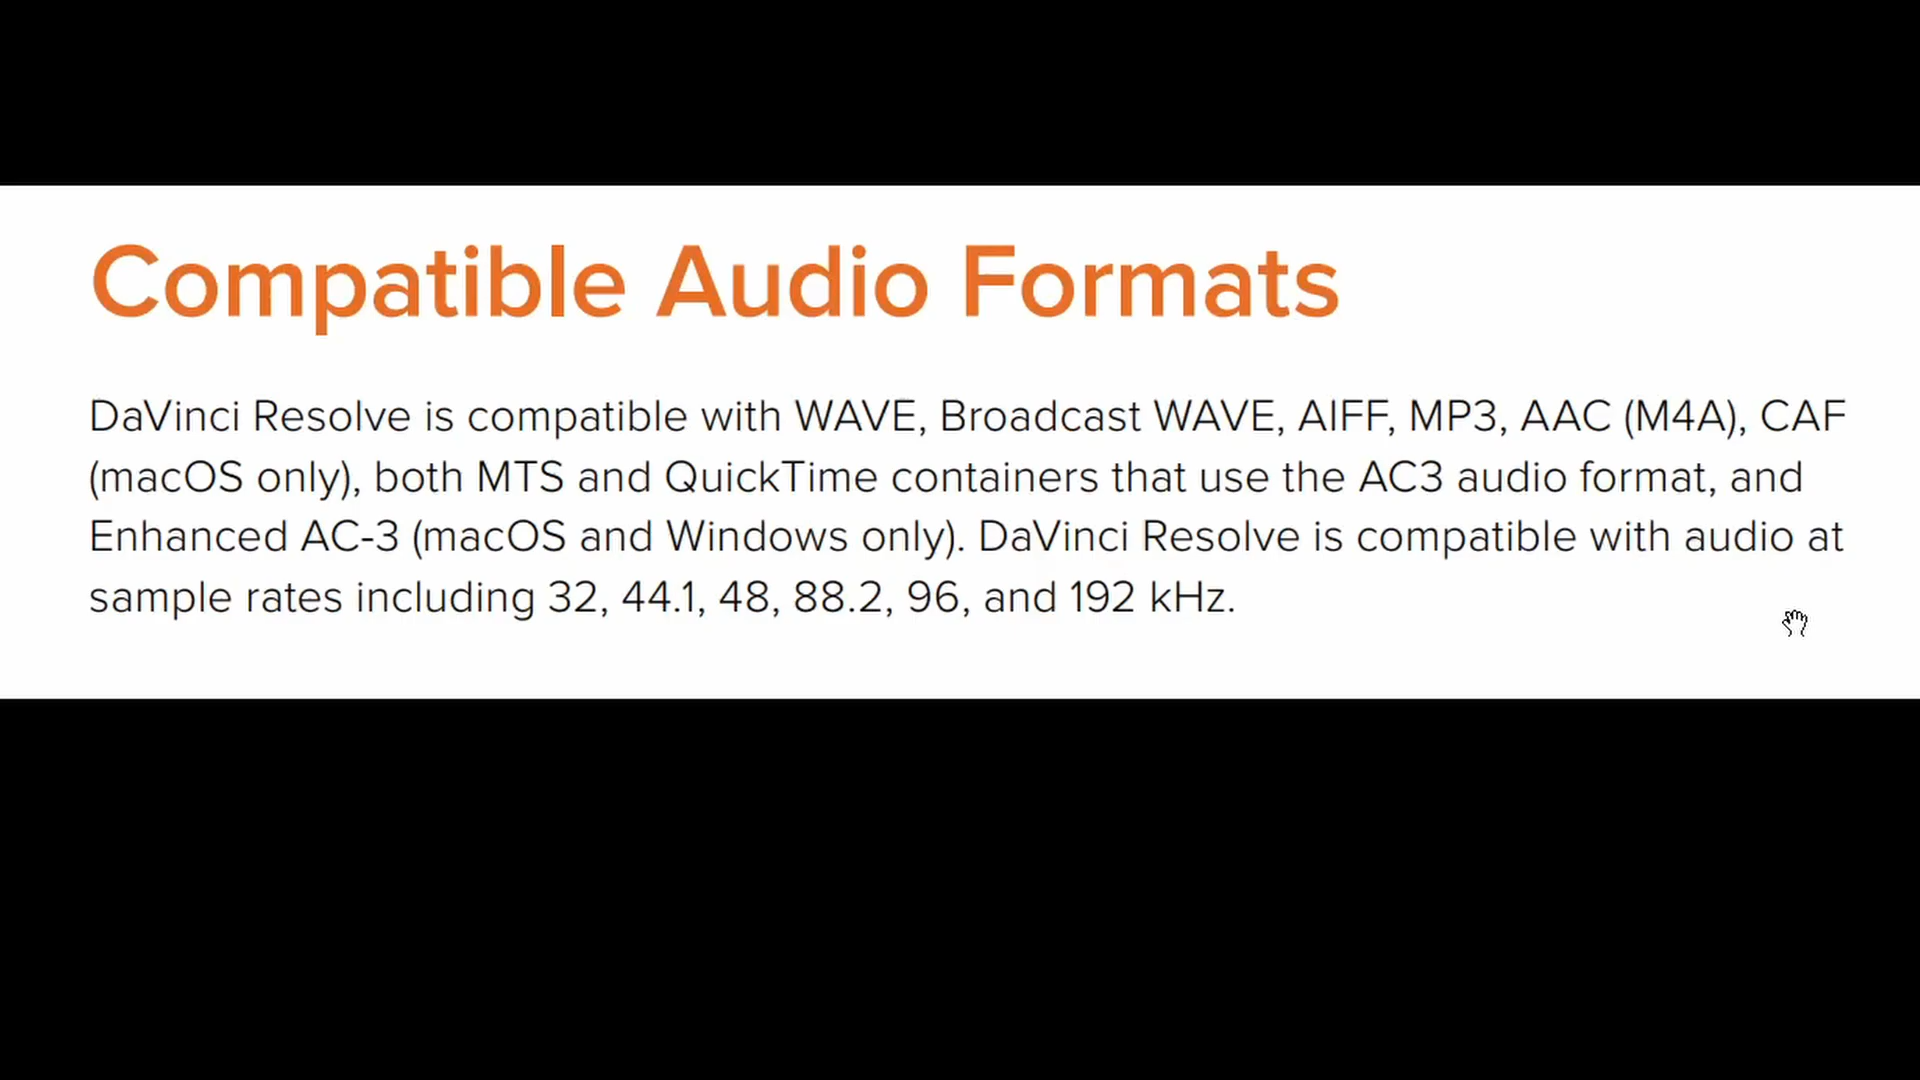 Compatible Audio Formats
DaVinci Resolve is compatible with WAVE, Broadcast WAVE, AIFF, MP3, AAC (M4A), CAF
(macOS only), both MTS and QuickTime containers that use the AC3 audio format, and
Enhanced AC-3 (macOS and Windows only). DaVinci Resolve is compatible with audio at
sample rates including 32, 44.1, 48, 88.2, 96, and 192 kHz.